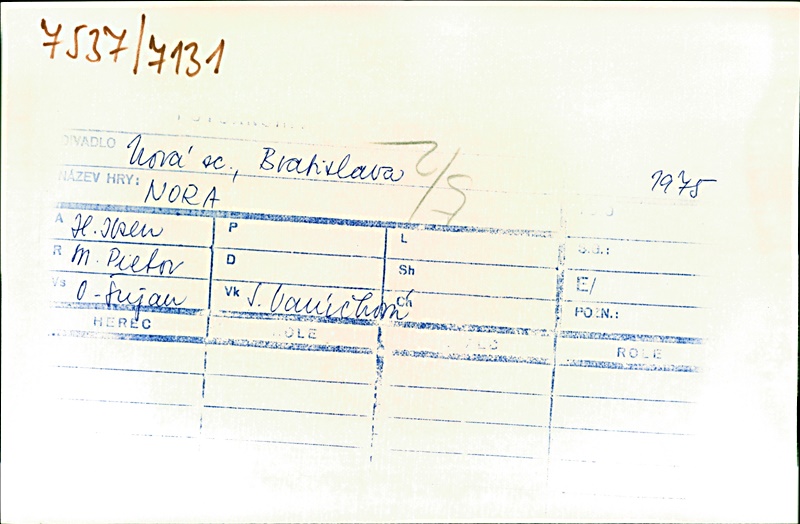 7537/7131
DIVADLO Nová sc., Bratislava 1975
NÁZEV HRY: NORA
A H. Ibsen P L S.B.:
R M. Pietor D Sh E/
Vs O. Šujan Vk S. Vaníchová Ch POZN.:
HEREC ROLE ROLE